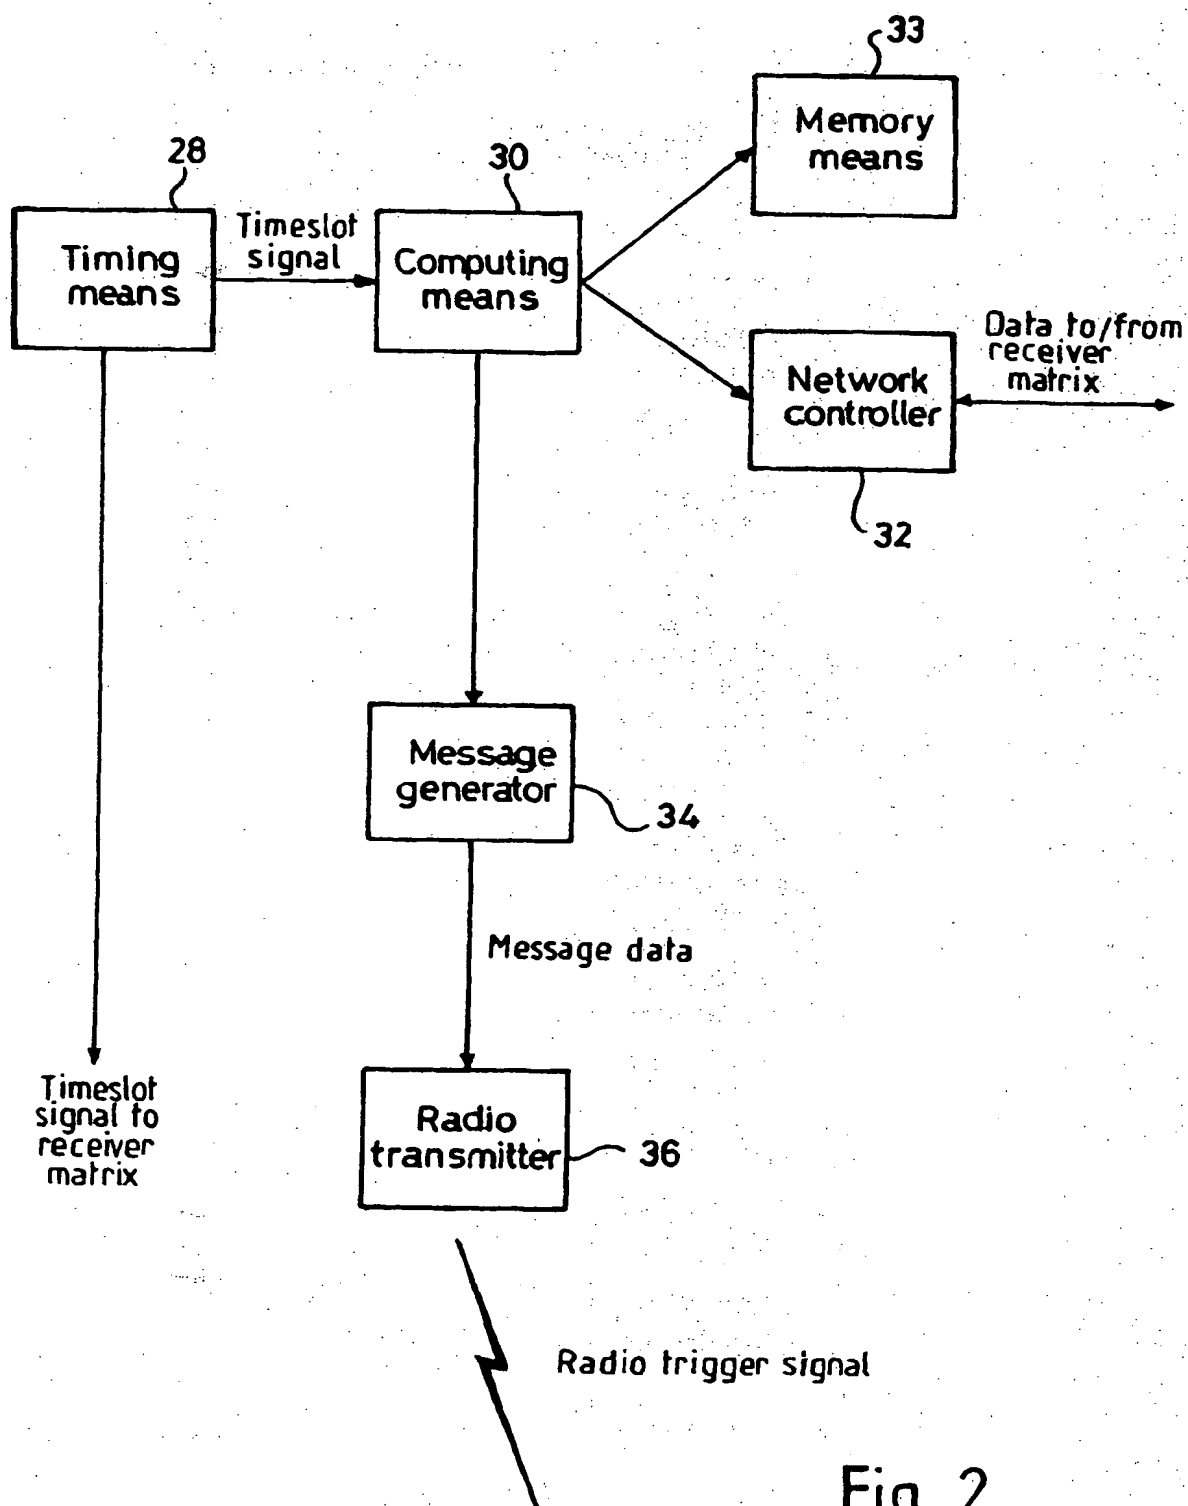 33
Memory
means
28
30
Timeslot
signal
Timing
means
Computing
means
Data to/from
receiver
matrix
Network
controller
32
Message
generator
34
Message data
Timeslot
signal to
receiver
matrix
Radio
transmitter
36
Radio trigger signal
Fig. 2